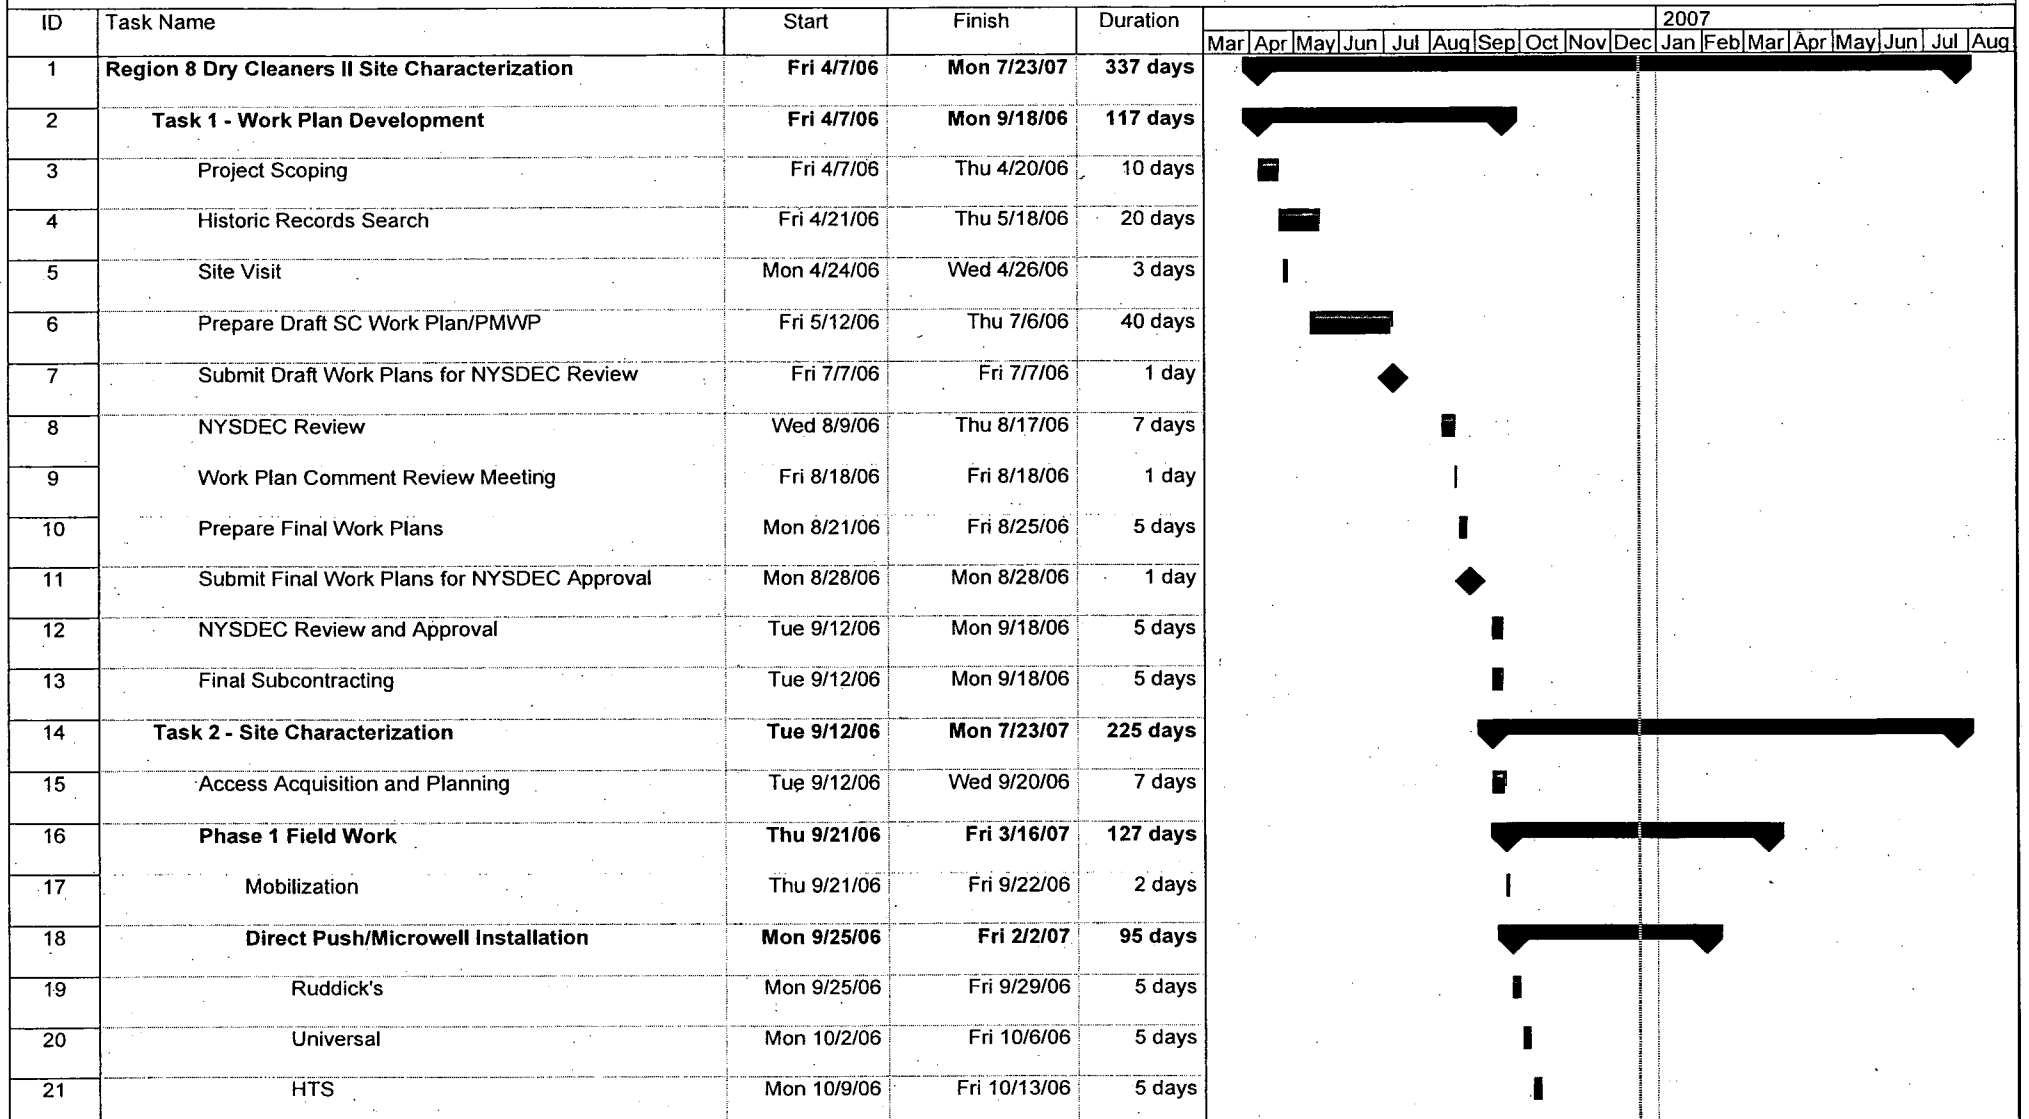 ID Task Name Start Finish Duration 2007
Mar Apr May Jun Jul Aug Sep Oct Nov Dec Jan Feb Mar Apr May Jun Jul Aug
1 Region 8 Dry Cleaners II Site Characterization Fri 4/7/06 Mon 7/23/07 337 days
2 Task 1 - Work Plan Development Fri 4/7/06 Mon 9/18/06 117 days
3 Project Scoping Fri 4/7/06 Thu 4/20/06 10 days
4 Historic Records Search Fri 4/21/06 Thu 5/18/06 20 days
5 Site Visit Mon 4/24/06 Wed 4/26/06 3 days
6 Prepare Draft SC Work Plan/PMWP Fri 5/12/06 Thu 7/6/06 40 days
7 Submit Draft Work Plans for NYSDEC Review Fri 7/7/06 Fri 7/7/06 1 day
8 NYSDEC Review Wed 8/9/06 Thu 8/17/06 7 days
9 Work Plan Comment Review Meeting Fri 8/18/06 Fri 8/18/06 1 day
10 Prepare Final Work Plans Mon 8/21/06 Fri 8/25/06 5 days
11 Submit Final Work Plans for NYSDEC Approval Mon 8/28/06 Mon 8/28/06 1 day
12 NYSDEC Review and Approval Tue 9/12/06 Mon 9/18/06 5 days
13 Final Subcontracting Tue 9/12/06 Mon 9/18/06 5 days
14 Task 2 - Site Characterization Tue 9/12/06 Mon 7/23/07 225 days
15 Access Acquisition and Planning Tue 9/12/06 Wed 9/20/06 7 days
16 Phase 1 Field Work Thu 9/21/06 Fri 3/16/07 127 days
17 Mobilization Thu 9/21/06 Fri 9/22/06 2 days
18 Direct Push/Microwell Installation Mon 9/25/06 Fri 2/2/07 95 days
19 Ruddick's Mon 9/25/06 Fri 9/29/06 5 days
20 Universal Mon 10/2/06 Fri 10/6/06 5 days
21 HTS Mon 10/9/06 Fri 10/13/06 5 days